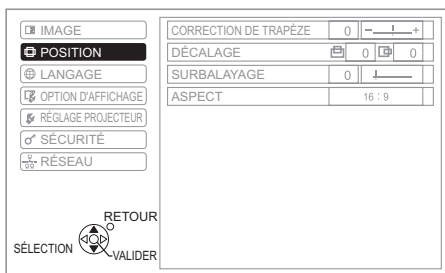 IMAGE
POSITION
LANGAGE
OPTION D'AFFICHAGE
RÉGLAGE PROJECTEUR
SÉCURITÉ
RÉSEAU
CORRECTION DE TRAPÈZE 0 - +
DÉCALAGE 0 0
SURBALAYAGE 0
ASPECT 16:9
RETOUR
SÉLECTION
VALIDER